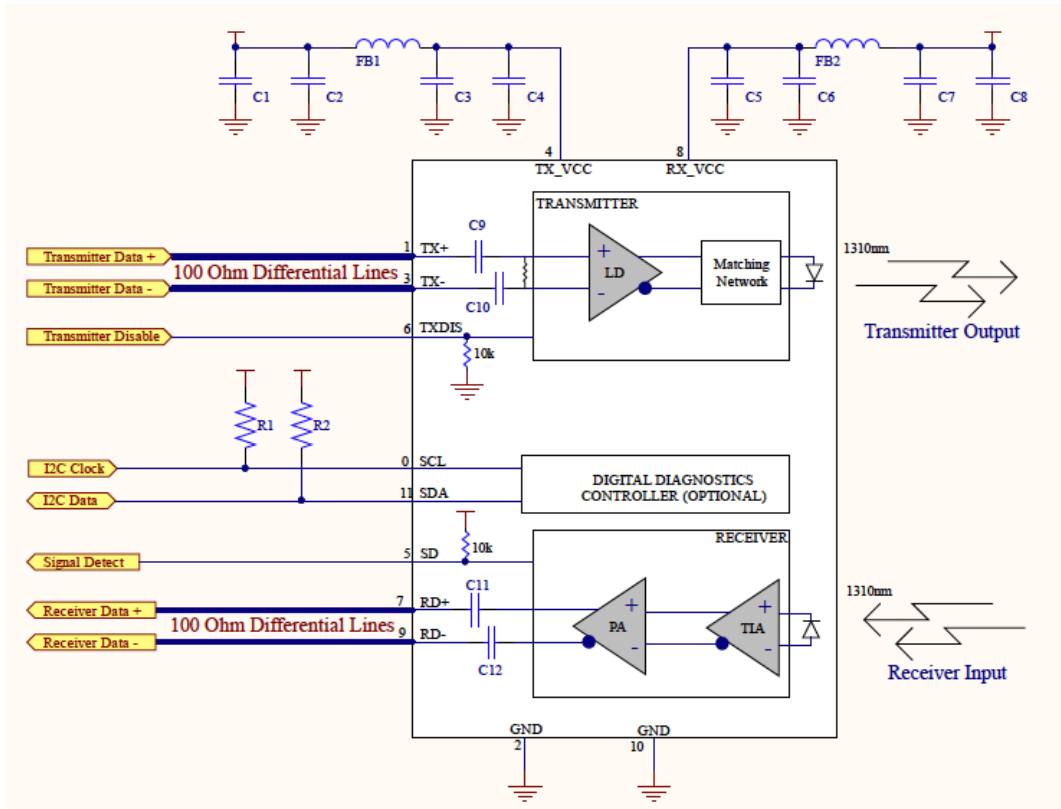 FB1
FB2
C1
C2
C3
C4
C5
C6
C7
C8
4
8
TX_VCC
RX_VCC
TRANSMITTER
C9
Transmitter Data +
1
TX+
100 Ohm Differential Lines
LD
Matching
Network
1310nm
Transmitter Data -
3
TX-
C10
Transmitter Output
Transmitter Disable
6
TXDIS
10k
R1
R2
I2C Clock
0
SCL
DIGITAL DIAGNOSTICS
CONTROLLER (OPTIONAL)
I2C Data
11
SDA
RECEIVER
10k
Signal Detect
5
SD
C11
1310nm
Receiver Data +
7
RD+
100 Ohm Differential Lines
PA
TIA
Receiver Data -
9
RD-
C12
Receiver Input
GND
GND
2
10
+
-
+
-
+
-